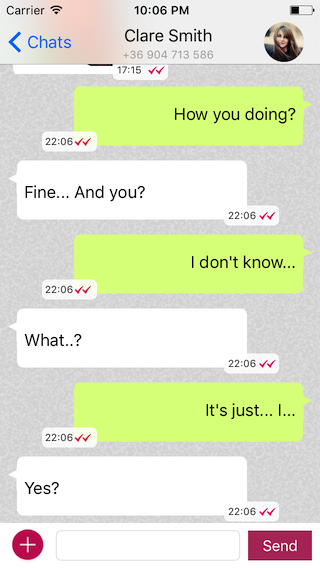 Carrier 10:06 PM
Chats
Clare Smith
+36 904 713 586
17:15
How you doing?
22:06
Fine... And you?
22:06
I don't know...
22:06
What..?
22:06
It's just... I...
22:06
Yes?
22:06
Send